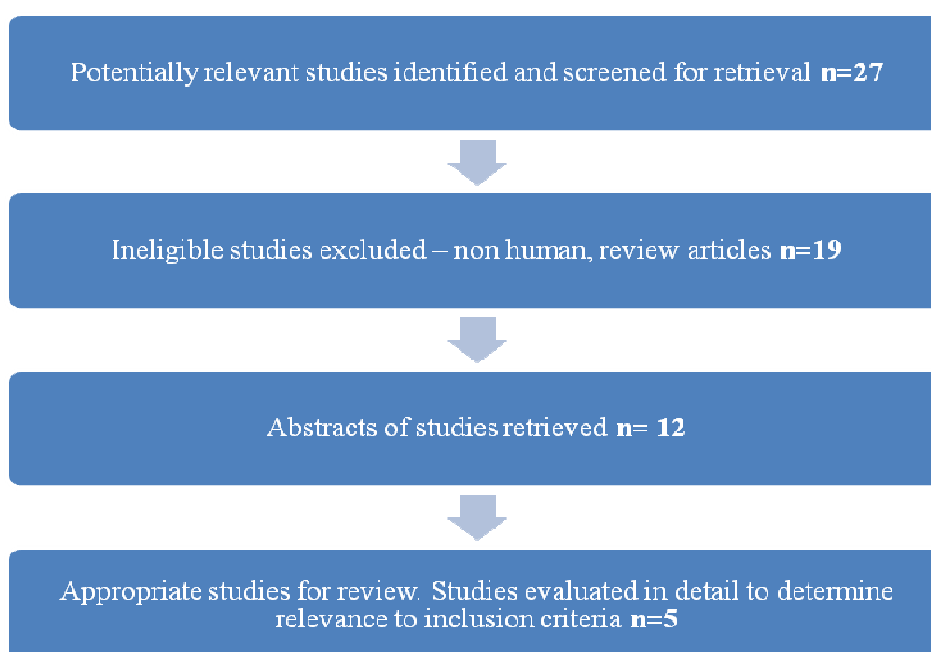 Potentially relevant studies identified and screened for retrieval n=27
Ineligible studies excluded – non human, review articles n=19
Abstracts of studies retrieved n= 12
Appropriate studies for review. Studies evaluated in detail to determine
relevance to inclusion criteria n=5